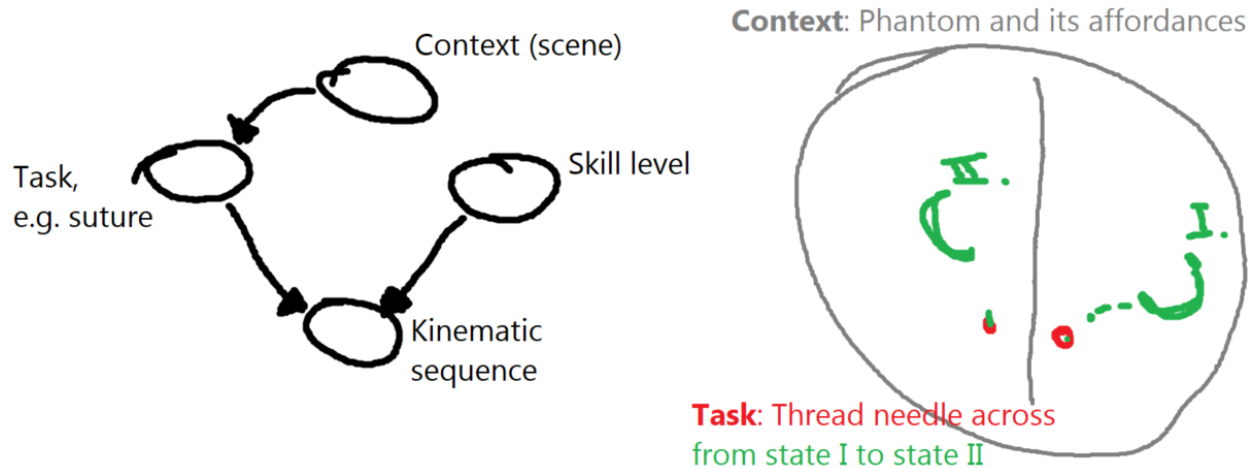 Context (scene)
Task,
e.g. suture
Skill level
Kinematic
sequence
Context: Phantom and its affordances
II.
I.
Task: Thread needle across
from state I to state II